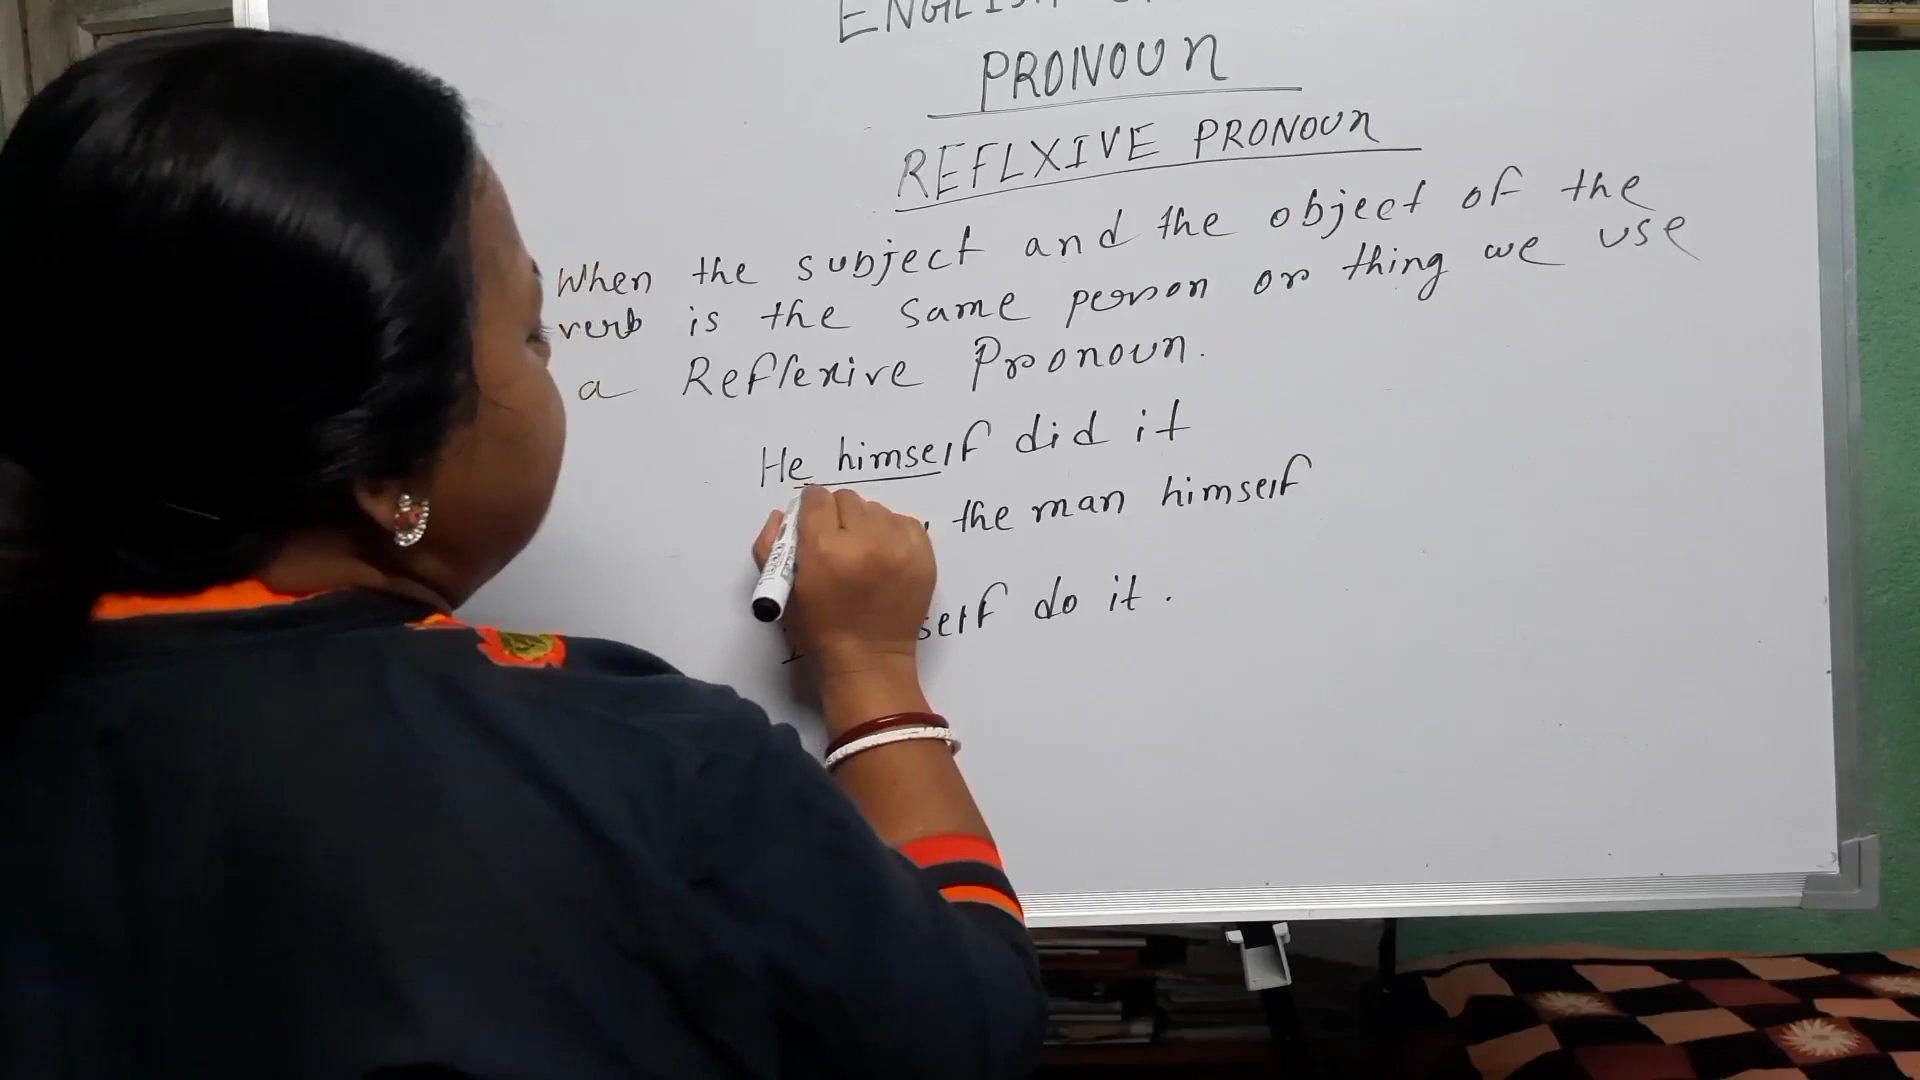 ENGLISH
PRONOUN
REFLXIVE PRONOUN
When the subject and the object of the
verb is the same person or thing we use
a Reflexive Pronoun.
He himself did it
the man himself
self do it.